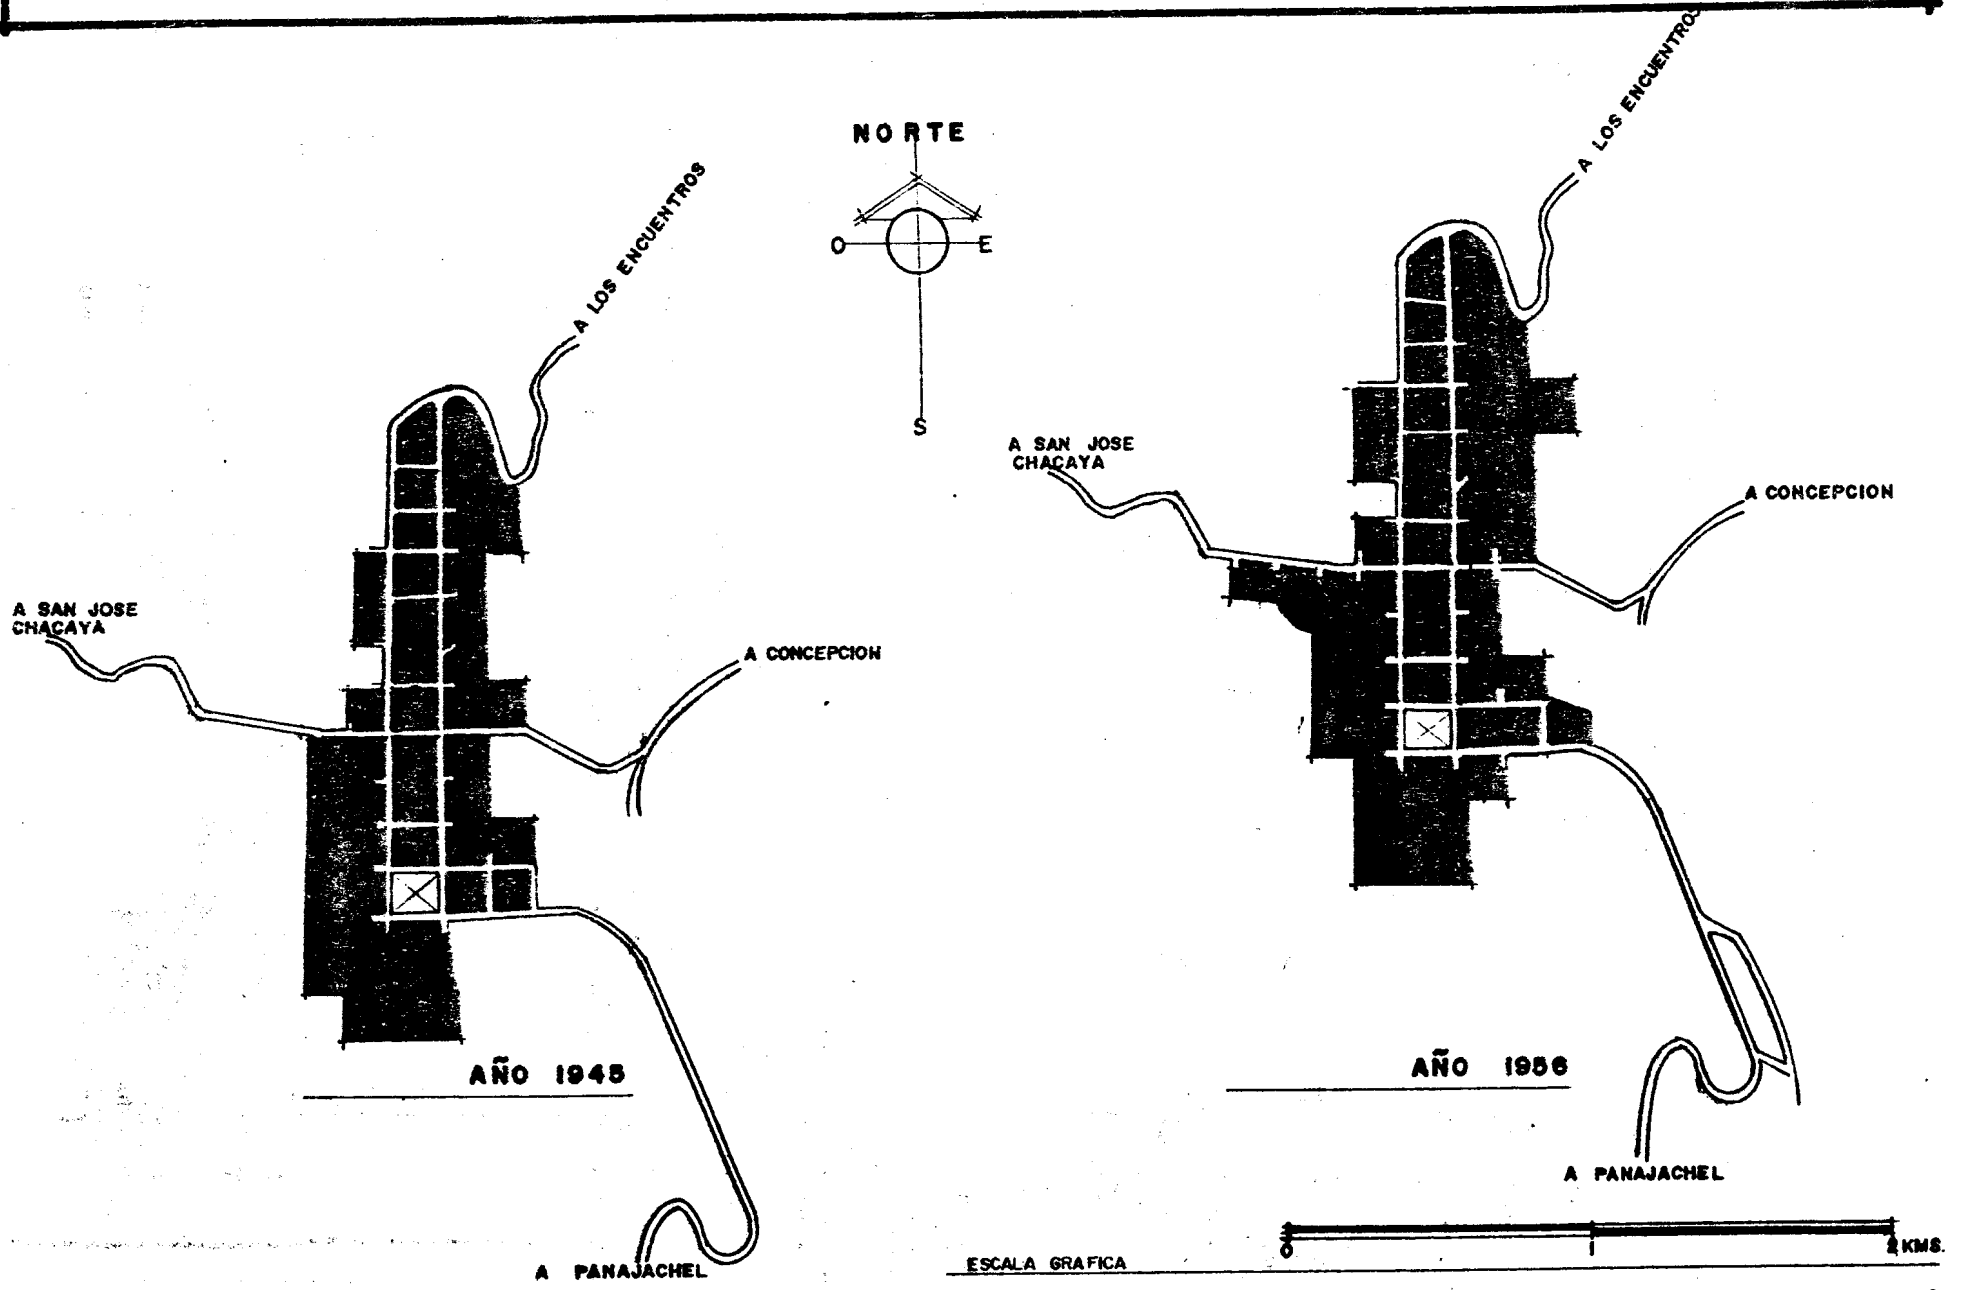 NORTE
O E
S
A LOS ENCUENTROS
A SAN JOSE
CHACAYA
A CONCEPCION
AÑO 1945
A PANAJACHEL
A LOS ENCUENTROS
A SAN JOSE
CHACAYA
A CONCEPCION
AÑO 1956
A PANAJACHEL
ESCALA GRAFICA
0 1 2 KMS.